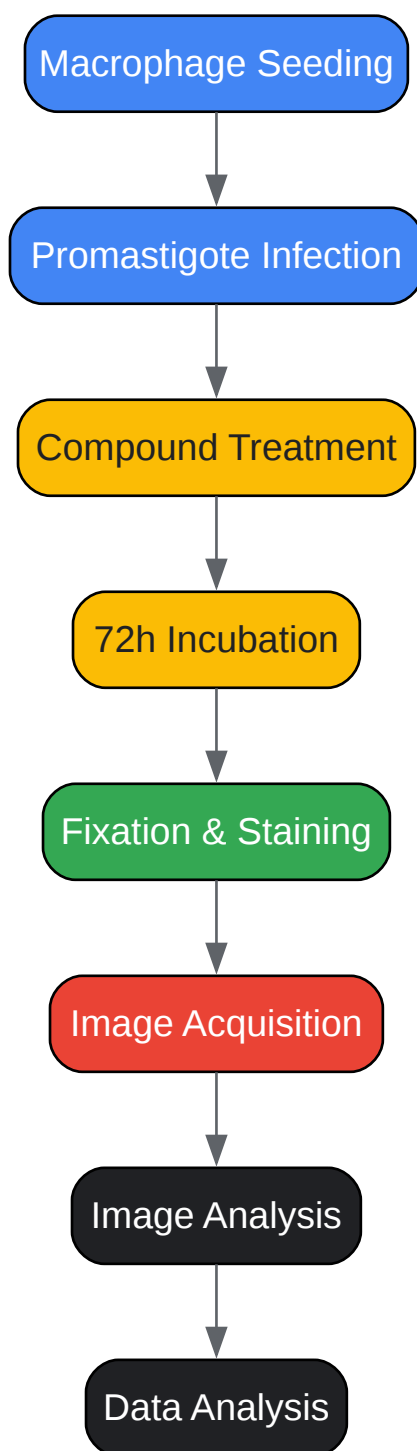 Macrophage Seeding
Promastigote Infection
Compound Treatment
72h Incubation
Fixation & Staining
Image Acquisition
Image Analysis
Data Analysis